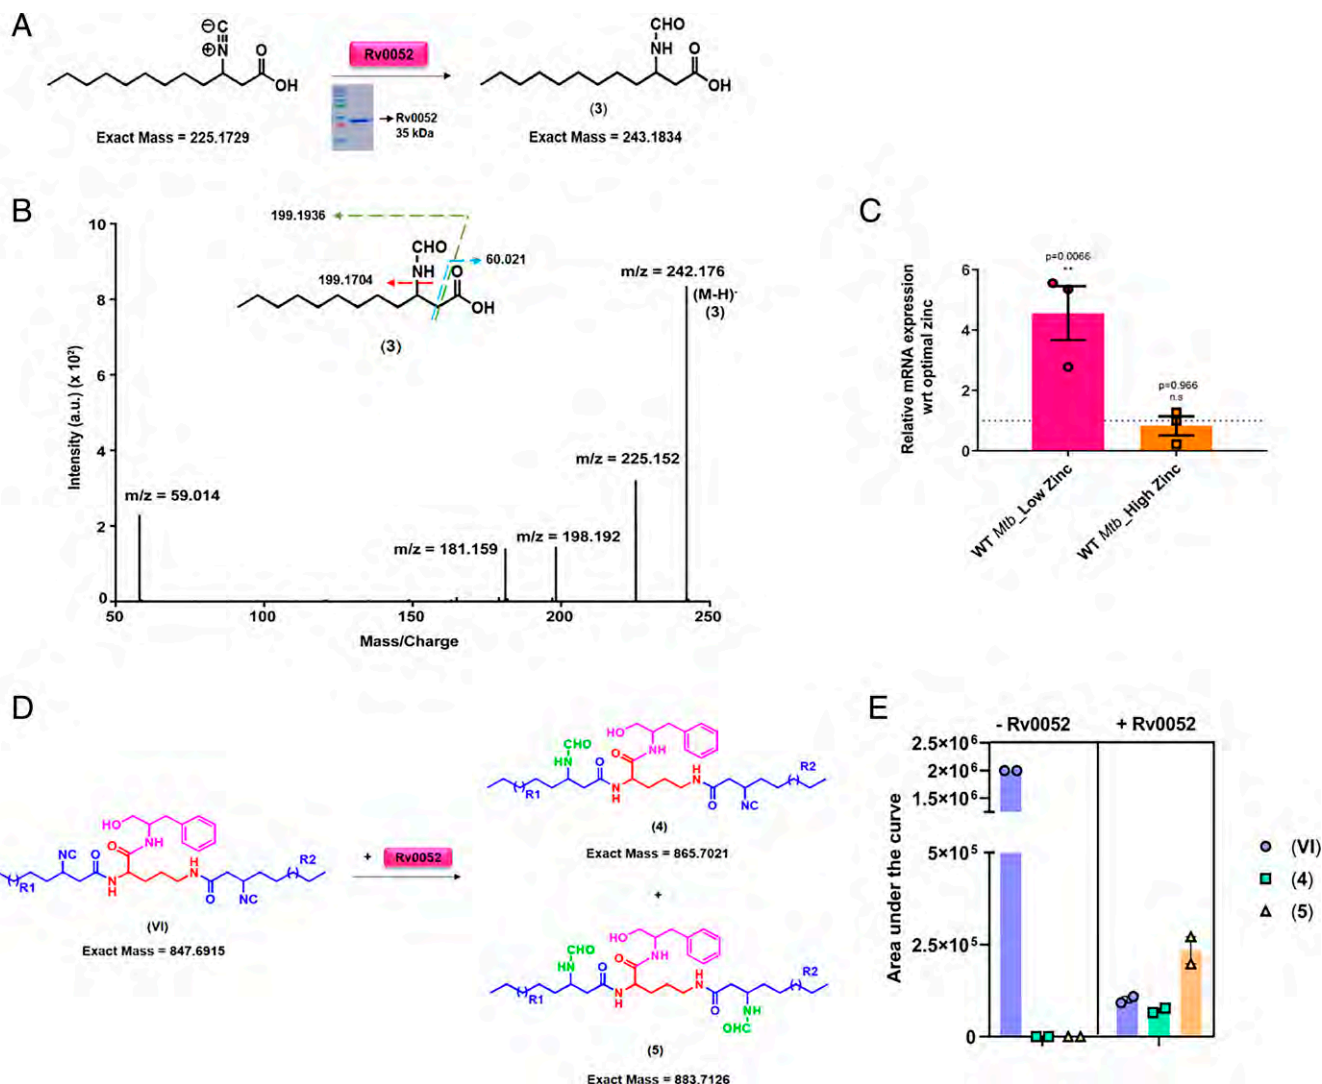 A
⊖C
⊕N
O
OH
Exact Mass = 225.1729
Rv0052
Rv0052
35 kDa
CHO
NH
O
OH
(3)
Exact Mass = 243.1834
B
10
8
6
4
2
0
Intensity (a.u.) (x 10²)
50
100
150
200
250
Mass/Charge
199.1936
CHO
NH
O
OH
60.021
199.1704
(3)
m/z = 242.176
(M-H)⁻
(3)
m/z = 225.152
m/z = 198.192
m/z = 181.159
m/z = 59.014
C
Relative mRNA expression
wrt optimal zinc
6
4
2
0
p=0.0066
**
p=0.966
n.s
WT Mtb_Low Zinc
WT Mtb_High Zinc
D
HO
NH
NC
O
O
N
H
H
N
O
NC
R1
R2
(VI)
Exact Mass = 847.6915
+ Rv0052
CHO
HN
HO
NH
O
O
N
H
H
N
O
NC
R1
R2
(4)
Exact Mass = 865.7021
+
CHO
HN
HO
NH
O
O
N
H
H
N
O
NH
OHC
R1
R2
(5)
Exact Mass = 883.7126
E
- Rv0052
+ Rv0052
Area under the curve
2.5×10⁶
2×10⁶
1.5×10⁶
5×10⁵
2.5×10⁵
0
(VI)
(4)
(5)